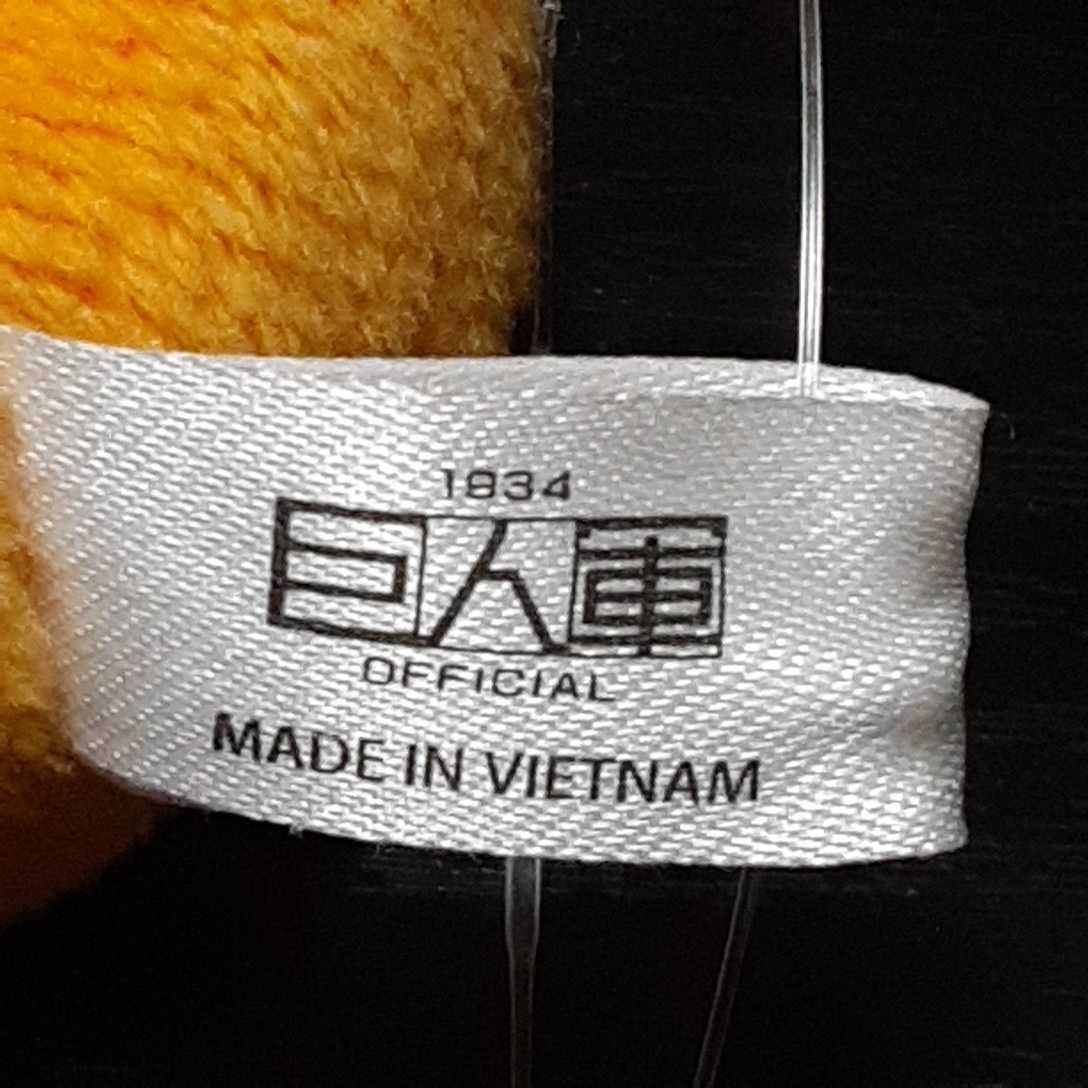 1934
巨人軍
OFFICIAL
MADE IN VIETNAM